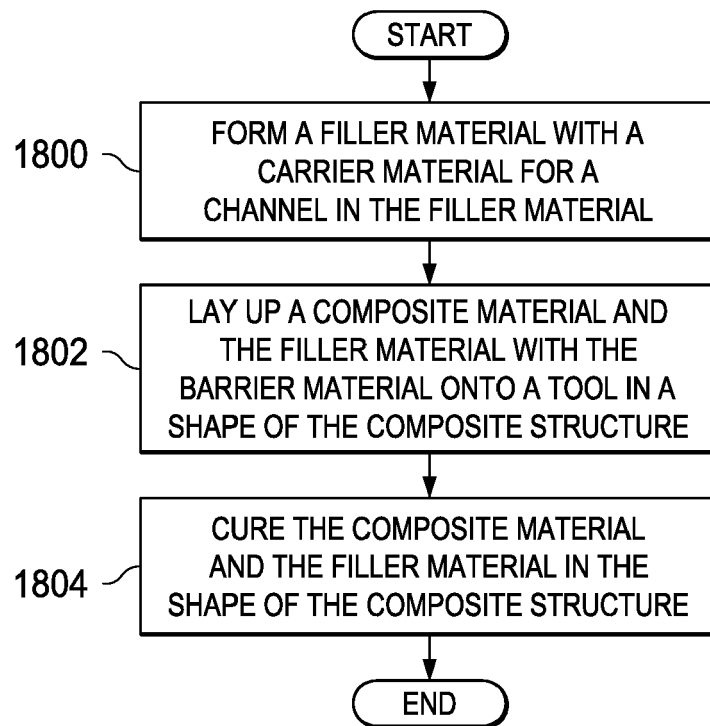 START
1800
FORM A FILLER MATERIAL WITH A
CARRIER MATERIAL FOR A
CHANNEL IN THE FILLER MATERIAL
1802
LAY UP A COMPOSITE MATERIAL AND
THE FILLER MATERIAL WITH THE
BARRIER MATERIAL ONTO A TOOL IN A
SHAPE OF THE COMPOSITE STRUCTURE
1804
CURE THE COMPOSITE MATERIAL
AND THE FILLER MATERIAL IN THE
SHAPE OF THE COMPOSITE STRUCTURE
END